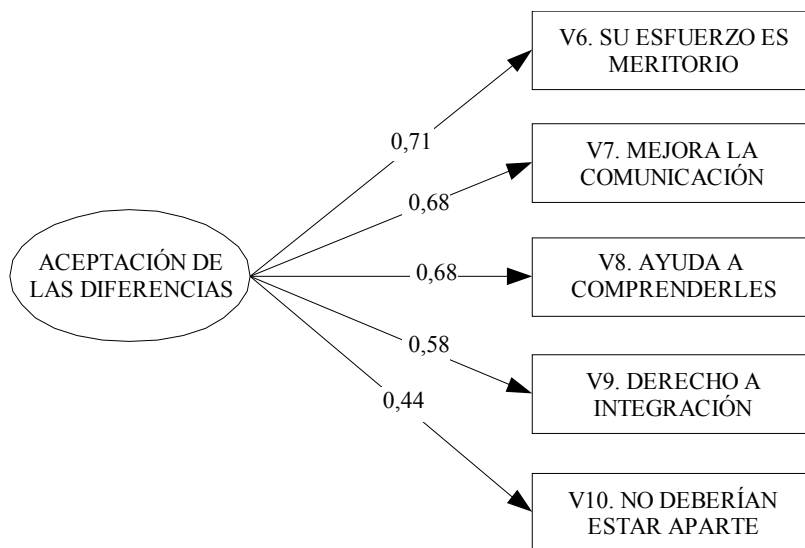 V6. SU ESFUERZO ES
MERITORIO
0,71
V7. MEJORA LA
COMUNICACIÓN
0,68
ACEPTACIÓN DE
LAS DIFERENCIAS
0,68
V8. AYUDA A
COMPRENDERLES
0,58
V9. DERECHO A
INTEGRACIÓN
0,44
V10. NO DEBERÍAN
ESTAR APARTE